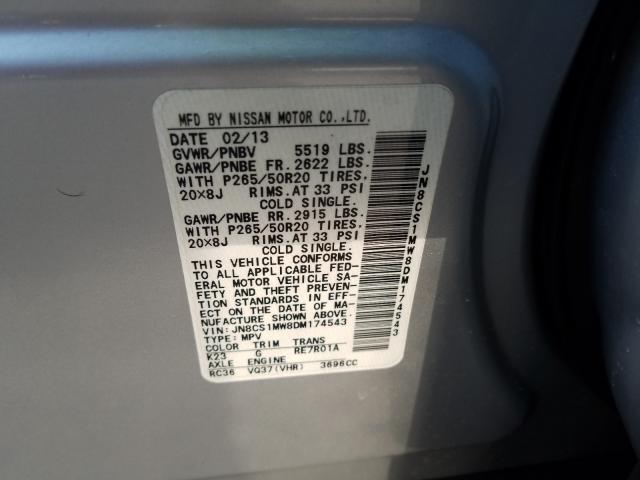 MFD BY NISSAN MOTOR CO.,LTD.
DATE 02/13
GVWR/PNBV 5519 LBS.
GAWR/PNBE FR. 2622 LBS.
WITH P265/50R20 TIRES.
20X8J RIMS.AT 33 PSI
COLD SINGLE.
GAWR/PNBE RR. 2915 LBS.
WITH P265/50R20 TIRES.
20X8J RIMS.AT 33 PSI
COLD SINGLE.
THIS VEHICLE CONFORMS
TO ALL APPLICABLE FED-
ERAL MOTOR VEHICLE SA-
FETY AND THEFT PREVEN-
TION STANDARDS IN EFF-
ECT ON THE DATE OF MA-
NUFACTURE SHOWN ABOVE.
VIN: JN8CS1MW8DM174543
TYPE: MPV
COLOR TRIM TRANS
K23 G RE7R01A
AXLE ENGINE
RC36 VQ37(VHR) 3696CC
JN8CS1MW8DM174543